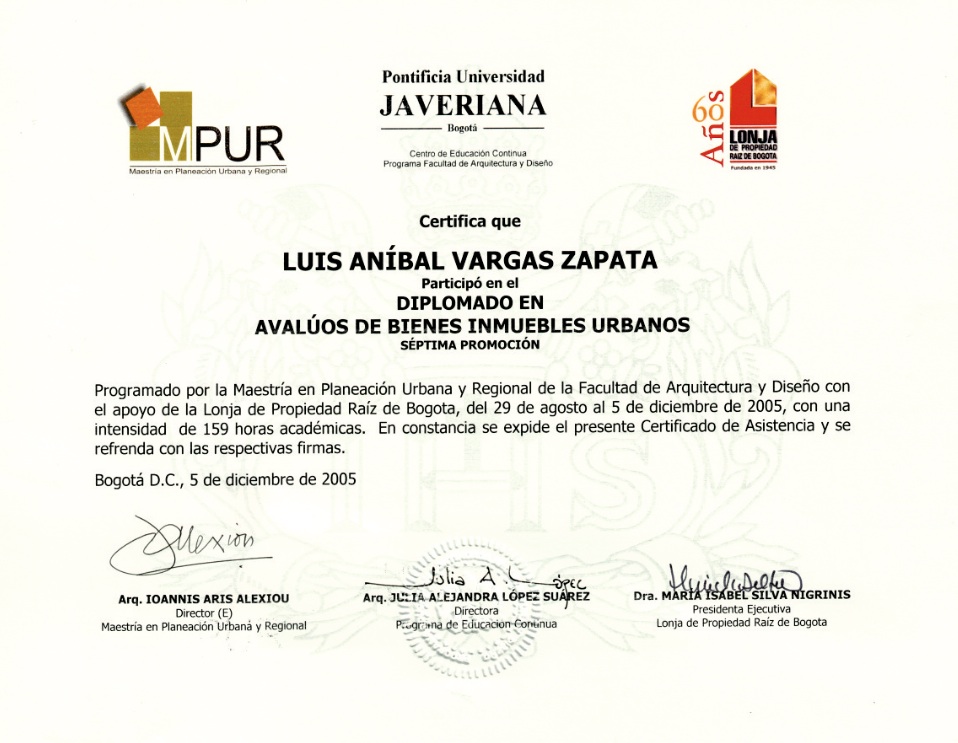 MPUR
Maestría en Planeación Urbana y Regional
Pontificia Universidad
JAVERIANA
Bogotá
Centro de Educación Continua
Programa Facultad de Arquitectura y Diseño
60 Años
LONJA
DE PROPIEDAD
RAIZ DE BOGOTA
Fundada en 1945
Certifica que
LUIS ANÍBAL VARGAS ZAPATA
Participó en el
DIPLOMADO EN
AVALÚOS DE BIENES INMUEBLES URBANOS
SÉPTIMA PROMOCIÓN
Programado por la Maestría en Planeación Urbana y Regional de la Facultad de Arquitectura y Diseño con
el apoyo de la Lonja de Propiedad Raíz de Bogota, del 29 de agosto al 5 de diciembre de 2005, con una
intensidad de 159 horas académicas. En constancia se expide el presente Certificado de Asistencia y se
refrenda con las respectivas firmas.
Bogotá D.C., 5 de diciembre de 2005
IHS
Julia A. López
Arq. IOANNIS ARIS ALEXIOU
Director (E)
Maestría en Planeación Urbana y Regional
Arq. JULIA ALEJANDRA LÓPEZ SUÁREZ
Directora
Programa de Educacion Continua
Dra. MARÍA ISABEL SILVA NIGRINIS
Presidenta Ejecutiva
Lonja de Propiedad Raíz de Bogota